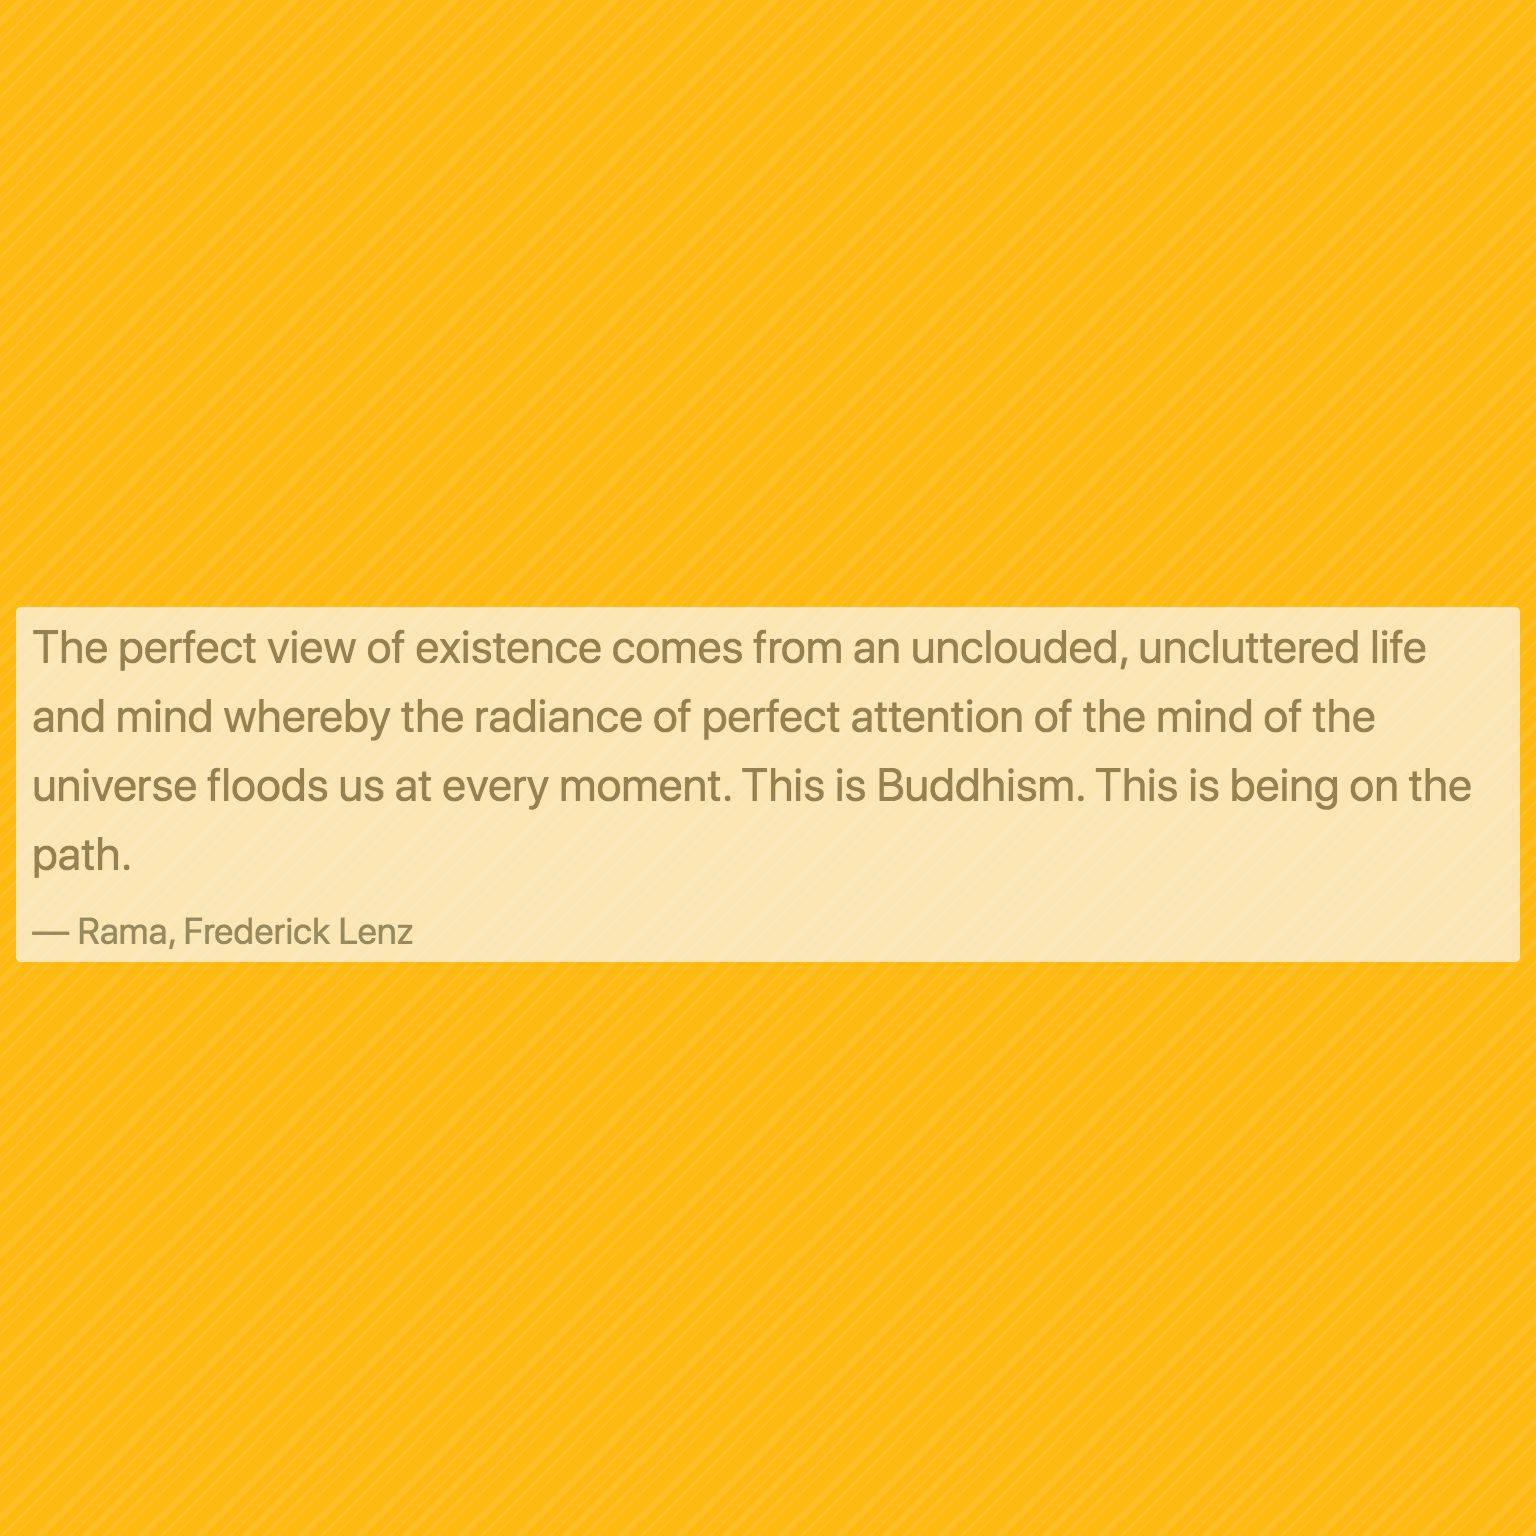 The perfect view of existence comes from an unclouded, uncluttered life
and mind whereby the radiance of perfect attention of the mind of the
universe floods us at every moment. This is Buddhism. This is being on the
path.
— Rama, Frederick Lenz